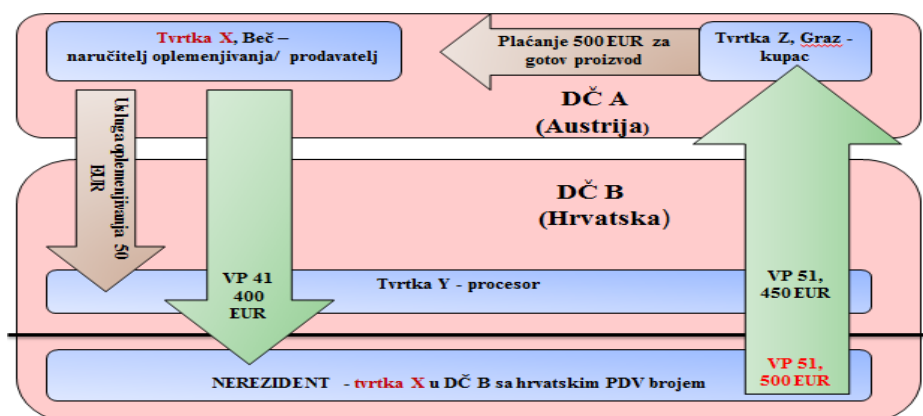 Tvrtka X, Beč –
naručitelj oplemenjivanja/ prodavatelj
Plaćanje 500 EUR za
gotov proizvod
Tvrtka Z, Graz -
kupac
DČ A
(Austrija)
Usluga oplemenjivanja 50
EUR
DČ B
(Hrvatska)
VP 41
400
EUR
Tvrtka Y - procesor
VP 51,
450 EUR
VP 51,
500 EUR
NEREZIDENT - tvrtka X u DČ B sa hrvatskim PDV brojem